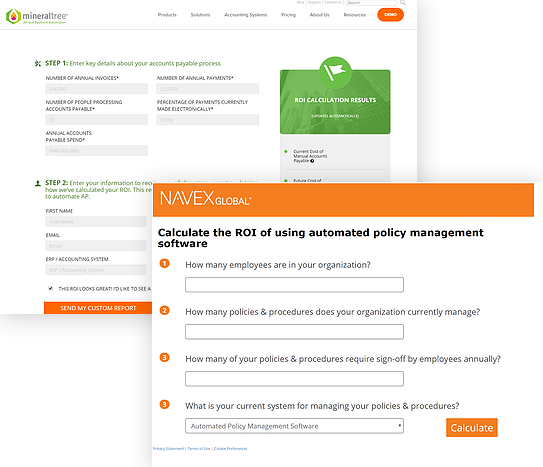 Blog | Support | Contact Us | Search
mineraltree®
AP and Payment Automation
Products Solutions Accounting Systems Pricing About Us Resources DEMO
STEP 1: Enter key details about your accounts payable process
NUMBER OF ANNUAL INVOICES* NUMBER OF ANNUAL PAYMENTS*
NUMBER OF PEOPLE PROCESSING
ACCOUNTS PAYABLE*
PERCENTAGE OF PAYMENTS CURRENTLY
MADE ELECTRONICALLY*
ANNUAL ACCOUNTS
PAYABLE SPEND*
ROI CALCULATION RESULTS
(UPDATES AUTOMATICALLY)
Current Cost of
Manual Accounts
Payable
Future Cost of
STEP 2: Enter your information to
how we've calculated your ROI. This
to automate AP.
FIRST NAME
First Name
EMAIL
Email
ERP / ACCOUNTING SYSTEM
ERP / Accounting System
THIS ROI LOOKS GREAT! I'D LIKE TO SEE A
SEND MY CUSTOM REPORT
NAVEX GLOBAL®
Calculate the ROI of using automated policy management
software
1 How many employees are in your organization?
2 How many policies & procedures does your organization currently manage?
3 How many of your policies & procedures require sign-off by employees annually?
3 What is your current system for managing your policies & procedures?
Automated Policy Management Software
Calculate
Privacy Statement | Terms of Use | Cookie Preferences